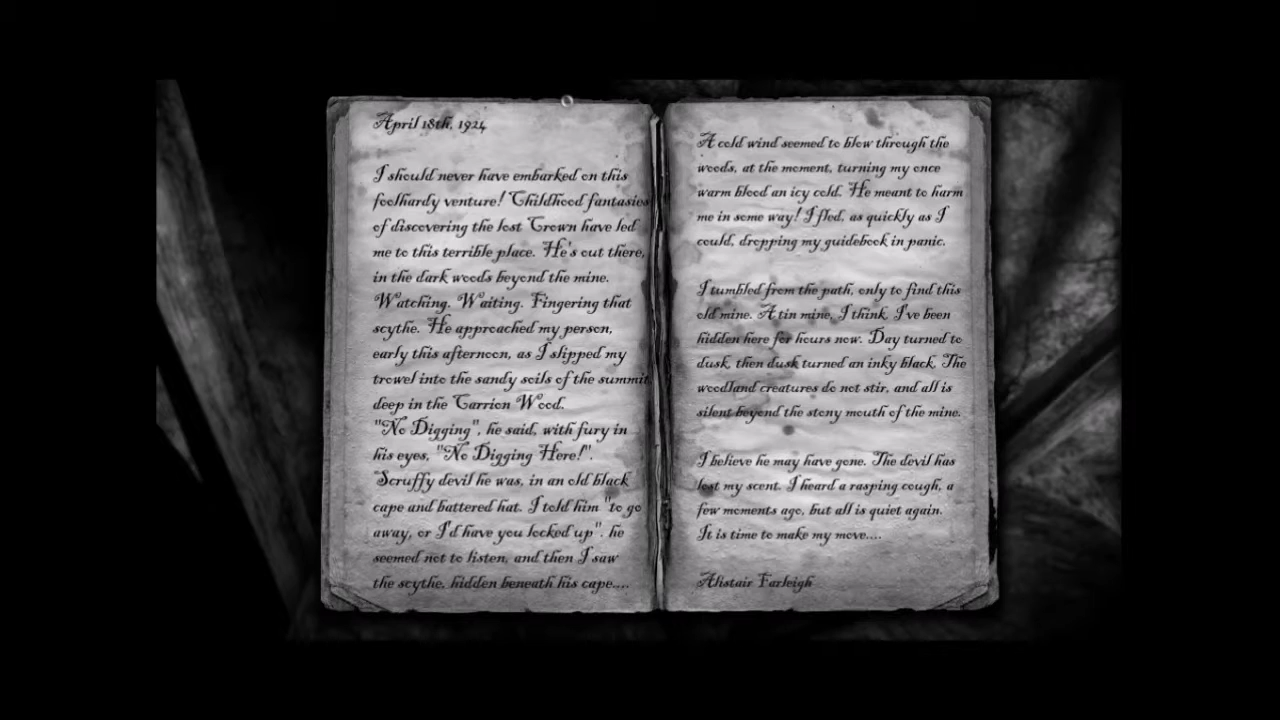 April 18th, 1924
I should never have embarked on this
foolhardy venture! Childhood fantasies
of discovering the lost Crown have led
me to this terrible place. He's out there,
in the dark woods beyond the mine.
Watching. Waiting. Fingering that
scythe. He approached my person,
early this afternoon, as I slipped my
trowel into the sandy soils of the summit
deep in the Carrion Wood.
"No Digging", he said, with fury in
his eyes, "No Digging Here!".
Scruffy devil he was, in an old black
cape and battered hat. I told him "to go
away, or I'd have you locked up". he
seemed not to listen, and then I saw
the scythe, hidden beneath his cape....
A cold wind seemed to blow through the
woods, at the moment, turning my once
warm blood an icy cold. He meant to harm
me in some way! I fled, as quickly as I
could, dropping my guidebook in panic.
I tumbled from the path, only to find this
old mine. A tin mine, I think. I've been
hidden here for hours now. Day turned to
dusk, then dusk turned an inky black. The
woodland creatures do not stir, and all is
silent beyond the stony mouth of the mine.
I believe he may have gone. The devil has
lost my scent. I heard a rasping cough, a
few moments ago, but all is quiet again.
It is time to make my move....
Alistair Farleigh